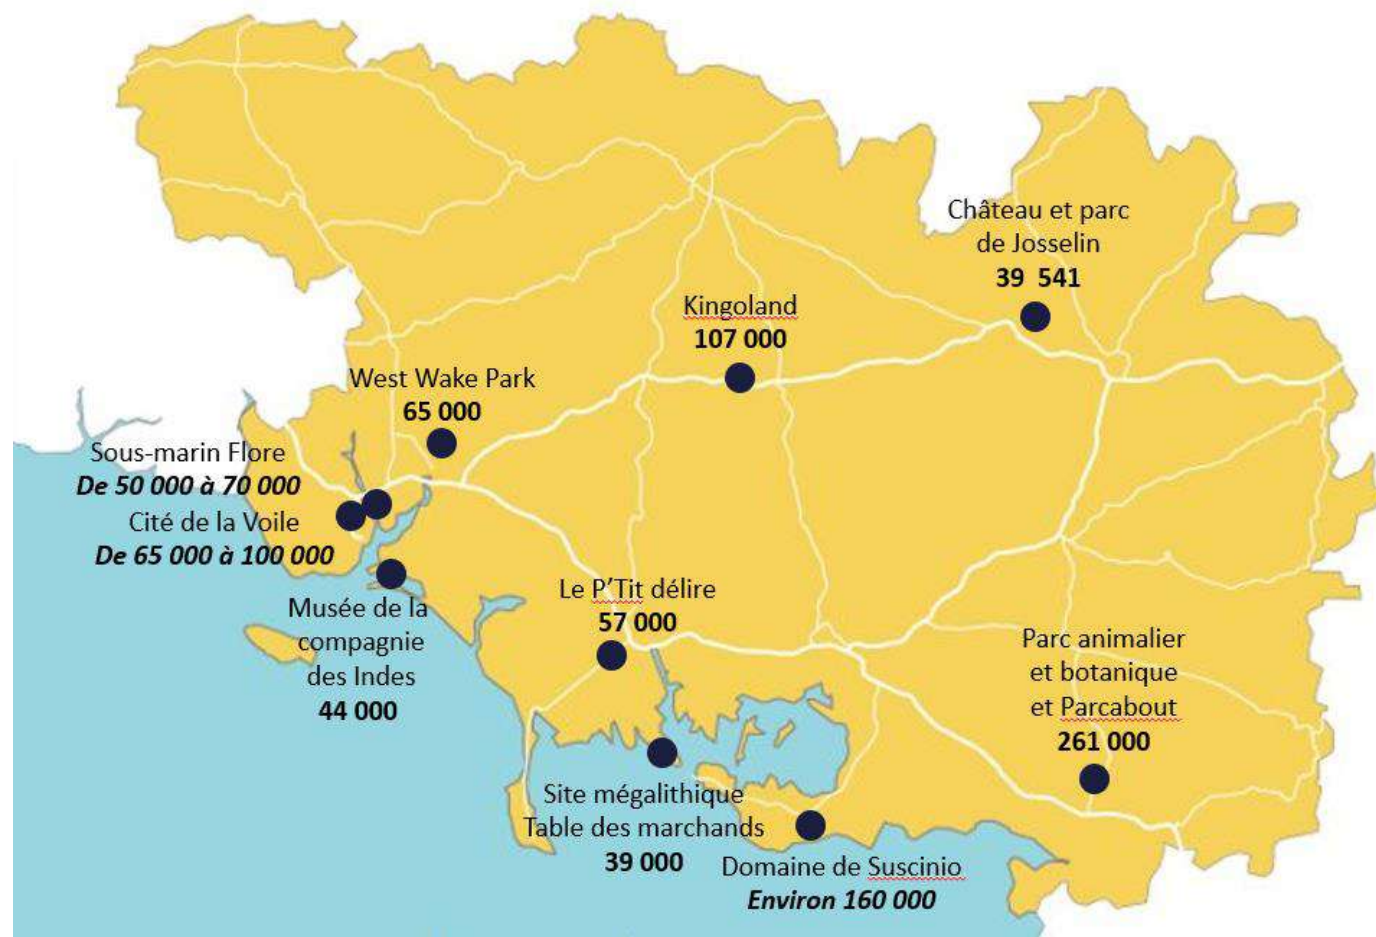 Château et parc
de Josselin
39 541
Kingoland
107 000
West Wake Park
65 000
Sous-marin Flore
De 50 000 à 70 000
Cité de la Voile
De 65 000 à 100 000
Musée de la
compagnie
des Indes
44 000
Le P’Tit délire
57 000
Parc animalier
et botanique
et Parcabout
261 000
Site mégalithique
Table des marchands
39 000
Domaine de Suscinio
Environ 160 000